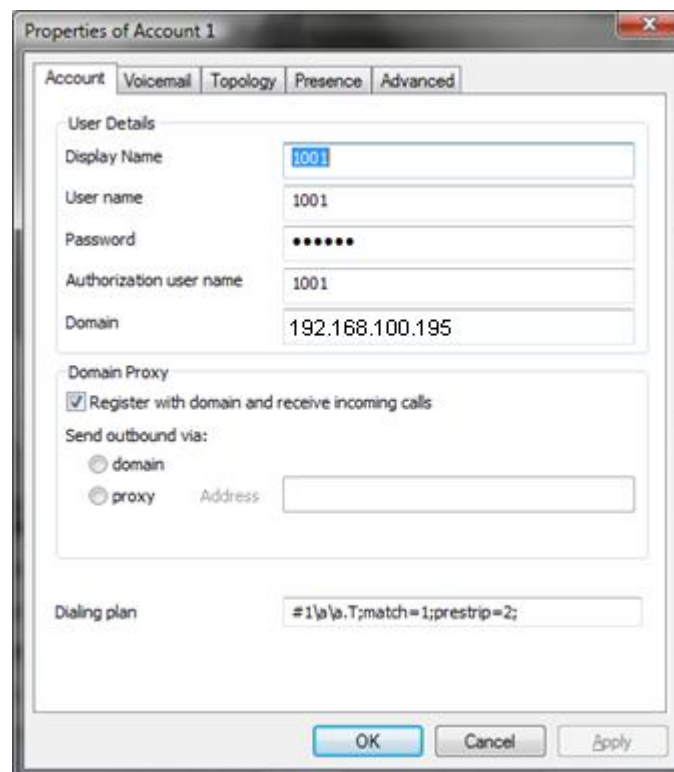 Properties of Account 1
Account Voicemail Topology Presence Advanced
User Details
Display Name 1001
User name 1001
Password ••••••
Authorization user name 1001
Domain 192.168.100.195
Domain Proxy
Register with domain and receive incoming calls
Send outbound via:
domain
proxy Address
Dialing plan #1\a\a.T;match=1;prestrip=2;
OK Cancel Apply